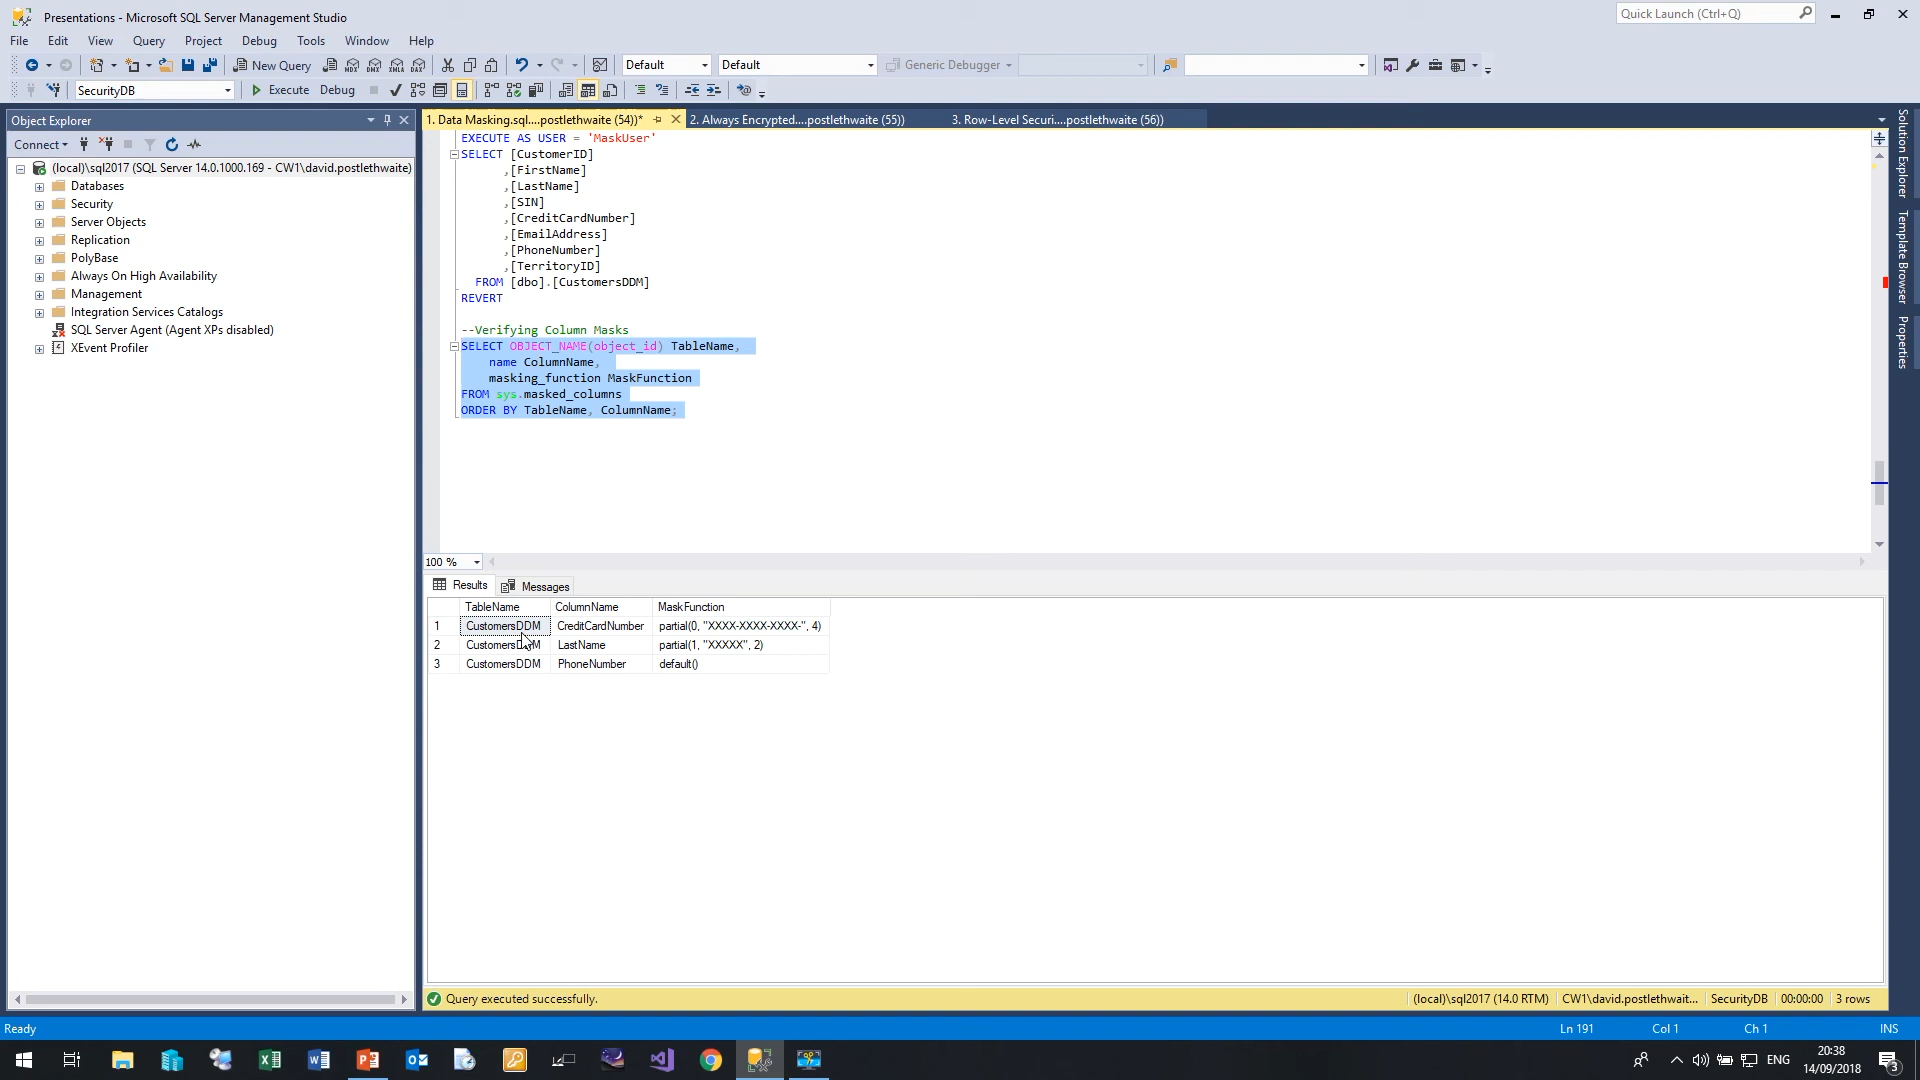 Presentations - Microsoft SQL Server Management Studio
Quick Launch (Ctrl+Q)
File Edit View Query Project Debug Tools Window Help
New Query MDX DMX XMLA DAX Default Default Generic Debugger
SecurityDB Execute Debug
Object Explorer
Connect
(local)\sql2017 (SQL Server 14.0.1000.169 - CW1\david.postlethwaite)
Databases
Security
Server Objects
Replication
PolyBase
Always On High Availability
Management
Integration Services Catalogs
SQL Server Agent (Agent XPs disabled)
XEvent Profiler
1. Data Masking.sql....postlethwaite (54))* 2. Always Encrypted....postlethwaite (55)) 3. Row-Level Securi....postlethwaite (56))
EXECUTE AS USER = 'MaskUser'
SELECT [CustomerID]
,[FirstName]
,[LastName]
,[SIN]
,[CreditCardNumber]
,[EmailAddress]
,[PhoneNumber]
,[TerritoryID]
FROM [dbo].[CustomersDDM]
REVERT
--Verifying Column Masks
SELECT OBJECT_NAME(object_id) TableName,
name ColumnName,
masking_function MaskFunction
FROM sys.masked_columns
ORDER BY TableName, ColumnName;
100 %
Results Messages
TableName ColumnName MaskFunction
1 CustomersDDM CreditCardNumber partial(0, "XXXX-XXXX-XXXX-", 4)
2 CustomersDDM LastName partial(1, "XXXXX", 2)
3 CustomersDDM PhoneNumber default()
Query executed successfully.
(local)\sql2017 (14.0 RTM) CW1\david.postlethwait... SecurityDB 00:00:00 3 rows
Solution Explorer
Template Browser
Properties
Ready Ln 191 Col 1 Ch 1 INS
ENG
20:38
14/09/2018
3